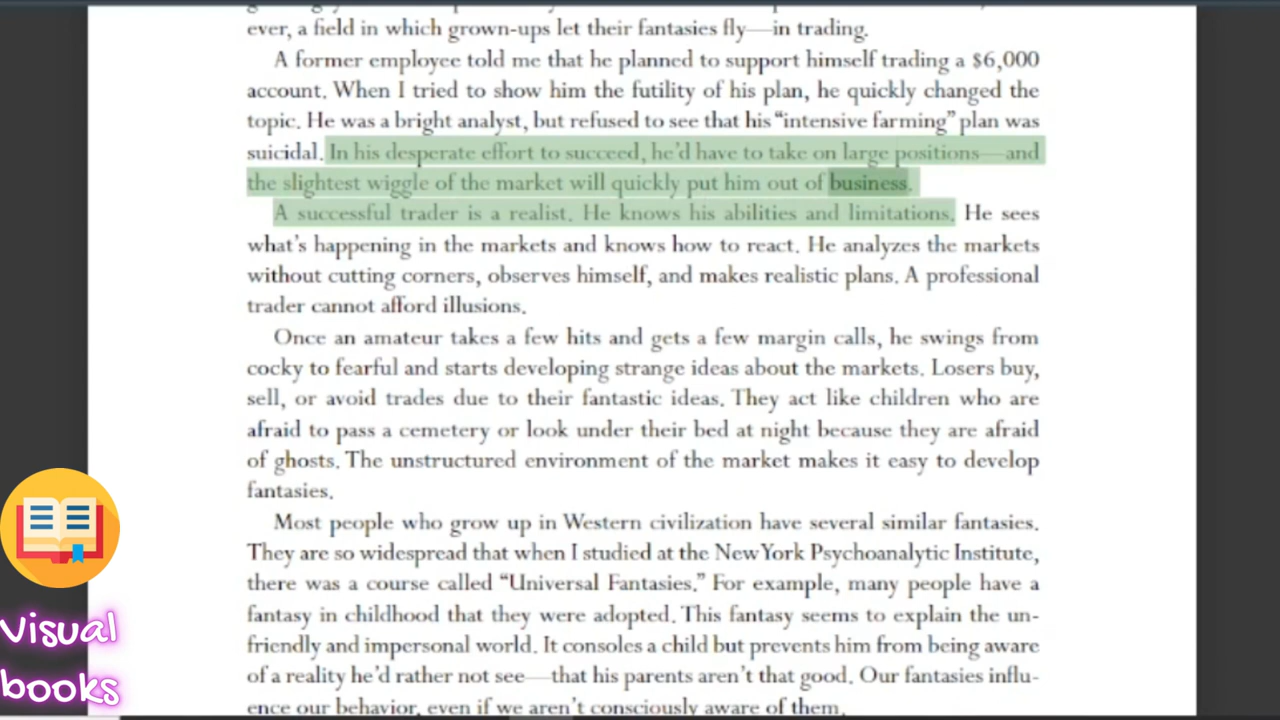 ever, a field in which grown-ups let their fantasies fly—in trading.
A former employee told me that he planned to support himself trading a $6,000
account. When I tried to show him the futility of his plan, he quickly changed the
topic. He was a bright analyst, but refused to see that his “intensive farming” plan was
suicidal. In his desperate effort to succeed, he’d have to take on large positions—and
the slightest wiggle of the market will quickly put him out of business.
A successful trader is a realist. He knows his abilities and limitations. He sees
what’s happening in the markets and knows how to react. He analyzes the markets
without cutting corners, observes himself, and makes realistic plans. A professional
trader cannot afford illusions.
Once an amateur takes a few hits and gets a few margin calls, he swings from
cocky to fearful and starts developing strange ideas about the markets. Losers buy,
sell, or avoid trades due to their fantastic ideas. They act like children who are
afraid to pass a cemetery or look under their bed at night because they are afraid
of ghosts. The unstructured environment of the market makes it easy to develop
fantasies.
Most people who grow up in Western civilization have several similar fantasies.
They are so widespread that when I studied at the New York Psychoanalytic Institute,
there was a course called “Universal Fantasies.” For example, many people have a
fantasy in childhood that they were adopted. This fantasy seems to explain the un-
friendly and impersonal world. It consoles a child but prevents him from being aware
of a reality he’d rather not see—that his parents aren’t that good. Our fantasies influ-
ence our behavior, even if we aren’t consciously aware of them.
Visual
books